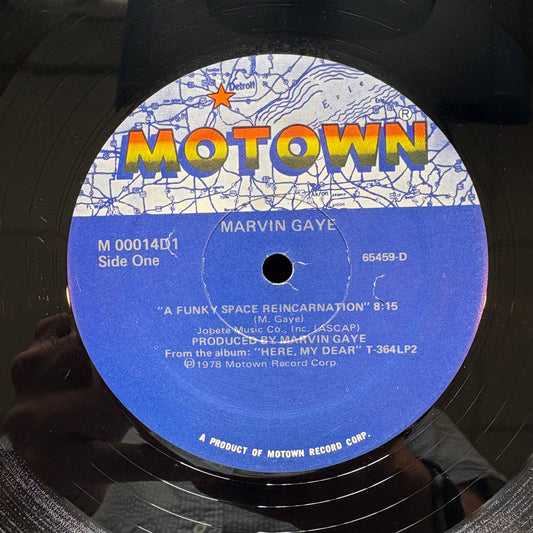 Detroit
Erie
MOTOWN®
MARVIN GAYE
M 00014D1
Side One
65459-D
"A FUNKY SPACE REINCARNATION" 8:15
(M. Gaye)
Jobete Music Co., Inc. (ASCAP)
PRODUCED BY MARVIN GAYE
From the album: "HERE, MY DEAR" T-364LP2
℗1978 Motown Record Corp.
A PRODUCT OF MOTOWN RECORD CORP.